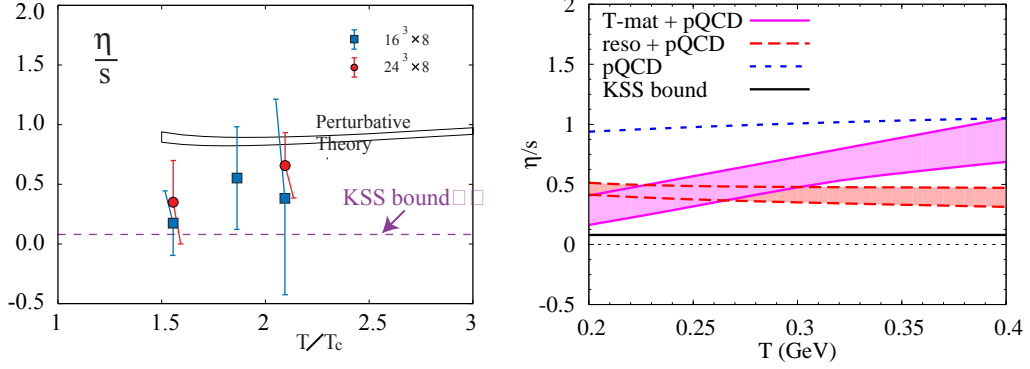 2.0
1.5
1.0
0.5
0.0
-0.5
η
s
16³×8
24³×8
Perturbative
Theory
KSS bound
1
1.5
2
2.5
3
T/Tc
2
1.5
1
0.5
0
-0.5
η/s
T-mat + pQCD
reso + pQCD
pQCD
KSS bound
0.2
0.25
0.3
0.35
0.4
T (GeV)